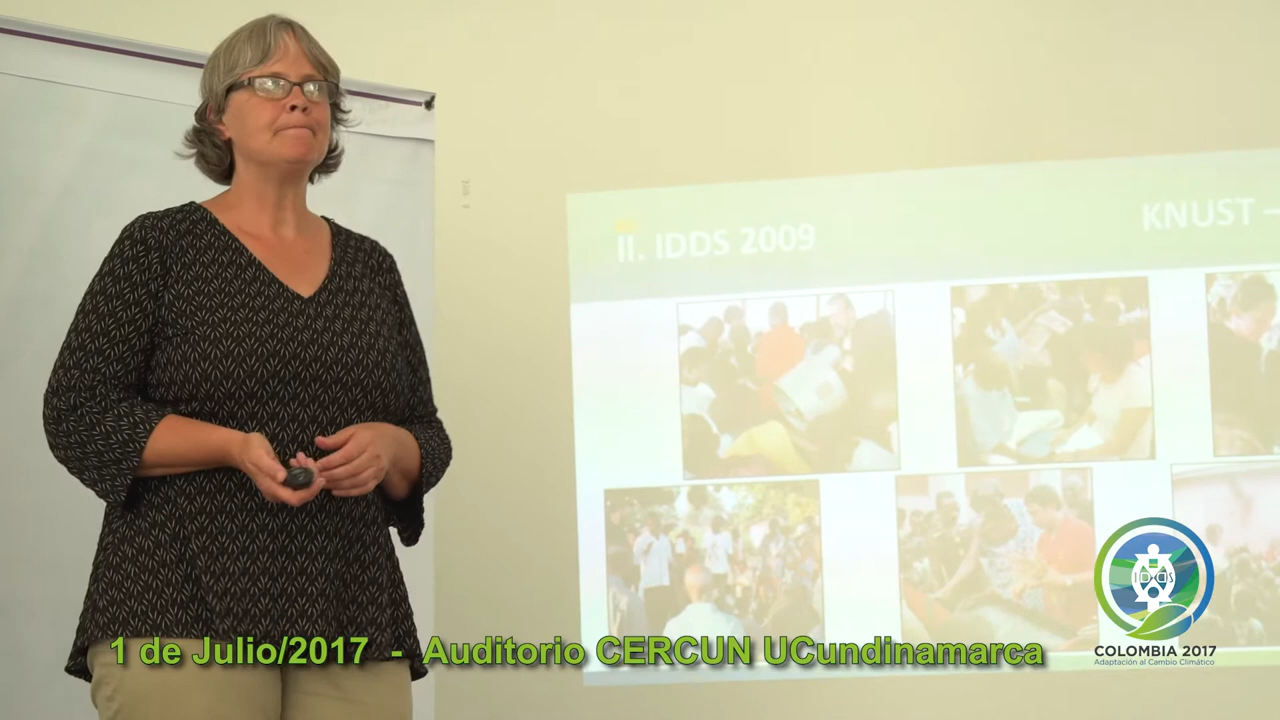 II. IDDS 2009
KNUST –
IDDS
COLOMBIA 2017
Adaptación al Cambio Climático
1 de Julio/2017 - Auditorio CERCUN UCundinamarca